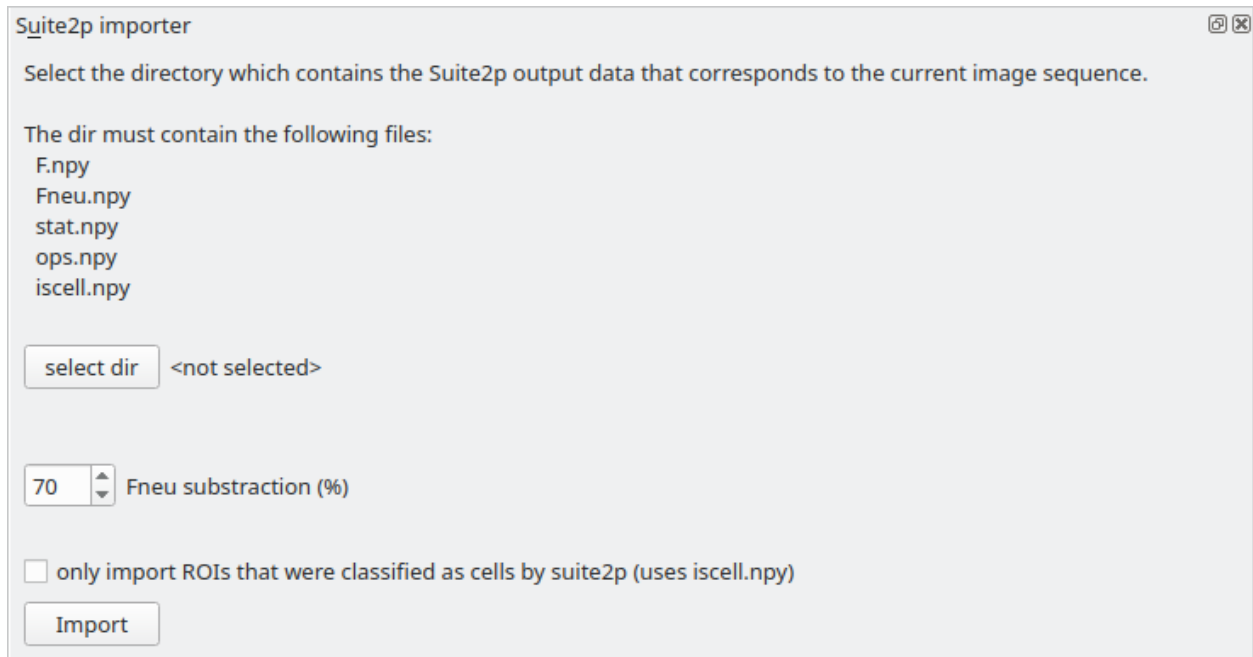 Suite2p importer
Select the directory which contains the Suite2p output data that corresponds to the current image sequence.
The dir must contain the following files:
F.npy
Fneu.npy
stat.npy
ops.npy
iscell.npy
select dir <not selected>
70 Fneu substraction (%)
only import ROIs that were classified as cells by suite2p (uses iscell.npy)
Import